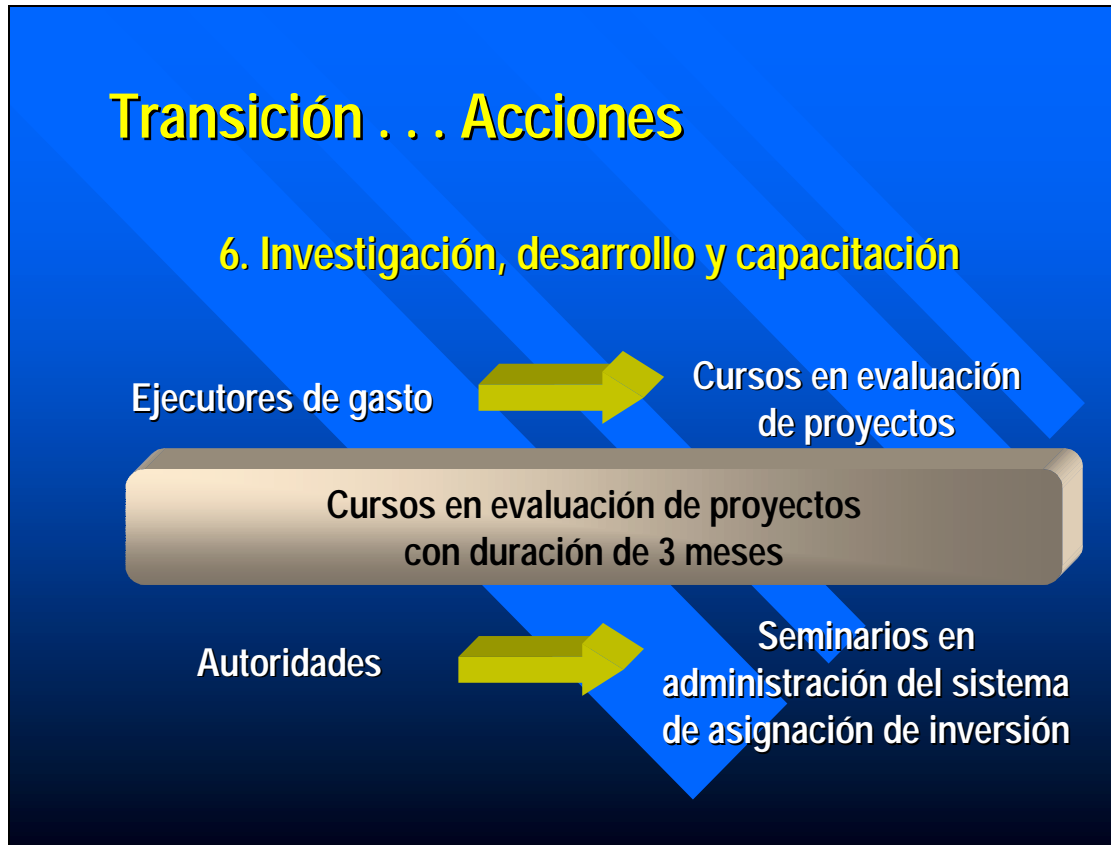 Transición . . . Acciones
6. Investigación, desarrollo y capacitación
Ejecutores de gasto
Cursos en evaluación
de proyectos
Cursos en evaluación de proyectos
con duración de 3 meses
Autoridades
Seminarios en
administración del sistema
de asignación de inversión